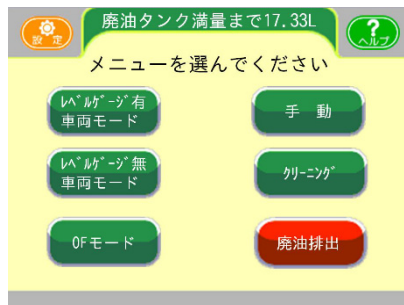 設 定
廃油タンク満量まで17.33L
ヘルプ
メニューを選んでください
ﾚﾍﾞﾙｹﾞｰｼﾞ有
車両モード
手 動
ﾚﾍﾞﾙｹﾞｰｼﾞ無
車両モード
ｸﾘｰﾆﾝｸﾞ
OFモード
廃油排出